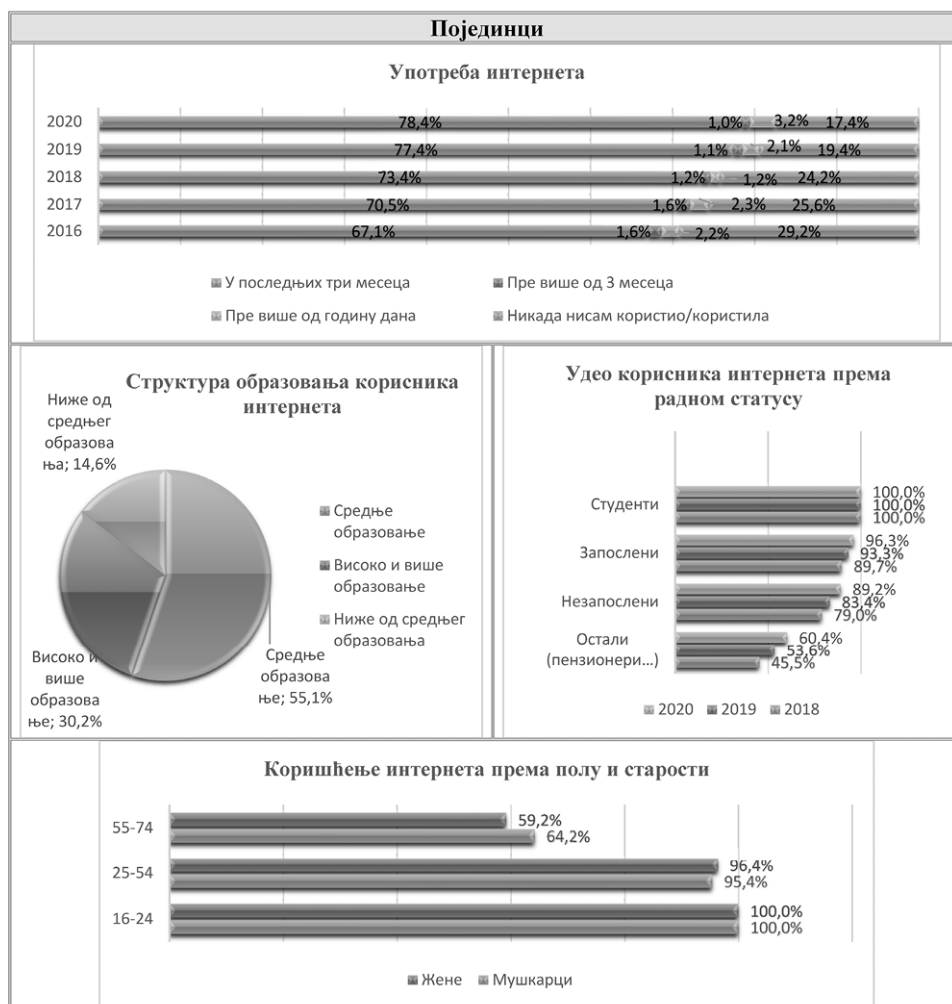 Појединци
Употреба интернета
2020 78,4% 1,0% 3,2% 17,4%
2019 77,4% 1,1% 2,1% 19,4%
2018 73,4% 1,2% 1,2% 24,2%
2017 70,5% 1,6% 2,3% 25,6%
2016 67,1% 1,6% 2,2% 29,2%
У последњих три месеца
Пре више од 3 месеца
Пре више од годину дана
Никада нисам користио/користила
Структура образовања корисника
интернета
Ниже од
средњег
образова
ња; 14,6%
Високо и
више
образова
ње; 30,2%
Средње
образова
ње; 55,1%
Средње
образовање
Високо и више
образовање
Ниже од средњег
образовања
Удео корисника интернета према
радном статусу
Студенти
100,0%
100,0%
100,0%
Запослени
96,3%
93,3%
89,7%
Незапослени
89,2%
83,4%
79,0%
Остали
(пензионери...)
60,4%
53,6%
45,5%
2020 2019 2018
Коришћење интернета према полу и старости
55-74
59,2%
64,2%
25-54
96,4%
95,4%
16-24
100,0%
100,0%
Жене Мушкарци